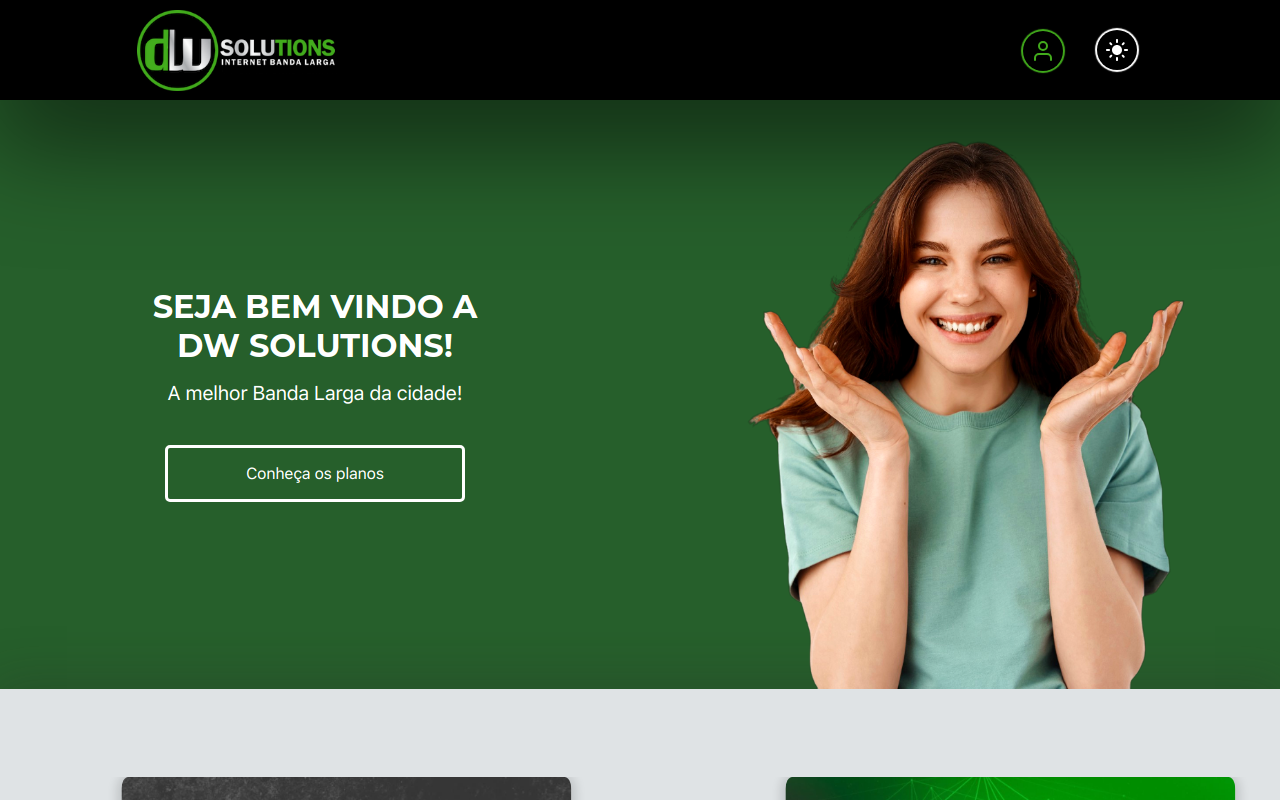 dw SOLUTIONS
INTERNET BANDA LARGA
SEJA BEM VINDO A
DW SOLUTIONS!
A melhor Banda Larga da cidade!
Conheça os planos